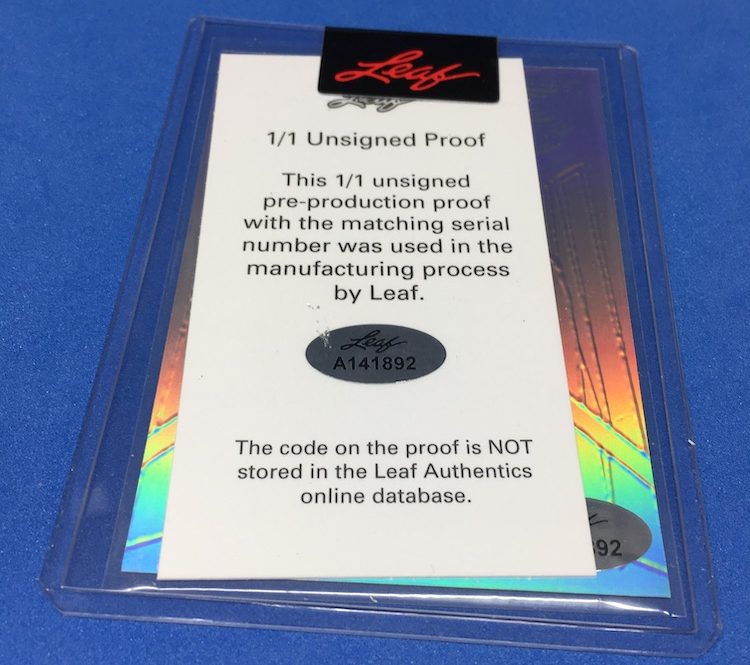 Leaf
1/1 Unsigned Proof
This 1/1 unsigned
pre-production proof
with the matching serial
number was used in the
manufacturing process
by Leaf.
Leaf
A141892
The code on the proof is NOT
stored in the Leaf Authentics
online database.
92